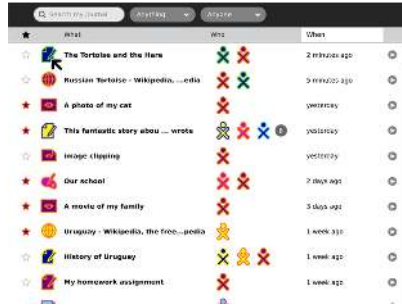 Search my Journal Anything Anyone
What Who When
The Tortoise and the Hare 2 minutes ago
Russian Tortoise - Wikipedia, ...edia 5 minutes ago
A photo of my cat yesterday
This fantastic story abou ... wrote yesterday
image clipping yesterday
Our school 2 days ago
A movie of my family 3 days ago
Uruguay - Wikipedia, the free...pedia 1 week ago
History of Uruguay 1 week ago
My homework assignment 1 week ago